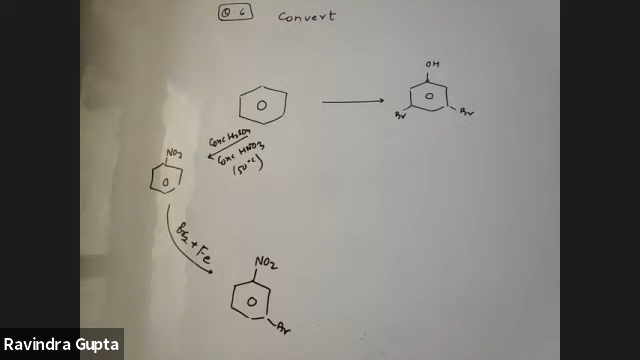 Q.6 Convert
OH
Br Br
Conc H2SO4
Conc HNO3
(50°C)
NO2
Br2 + Fe
NO2
Br
Ravindra Gupta